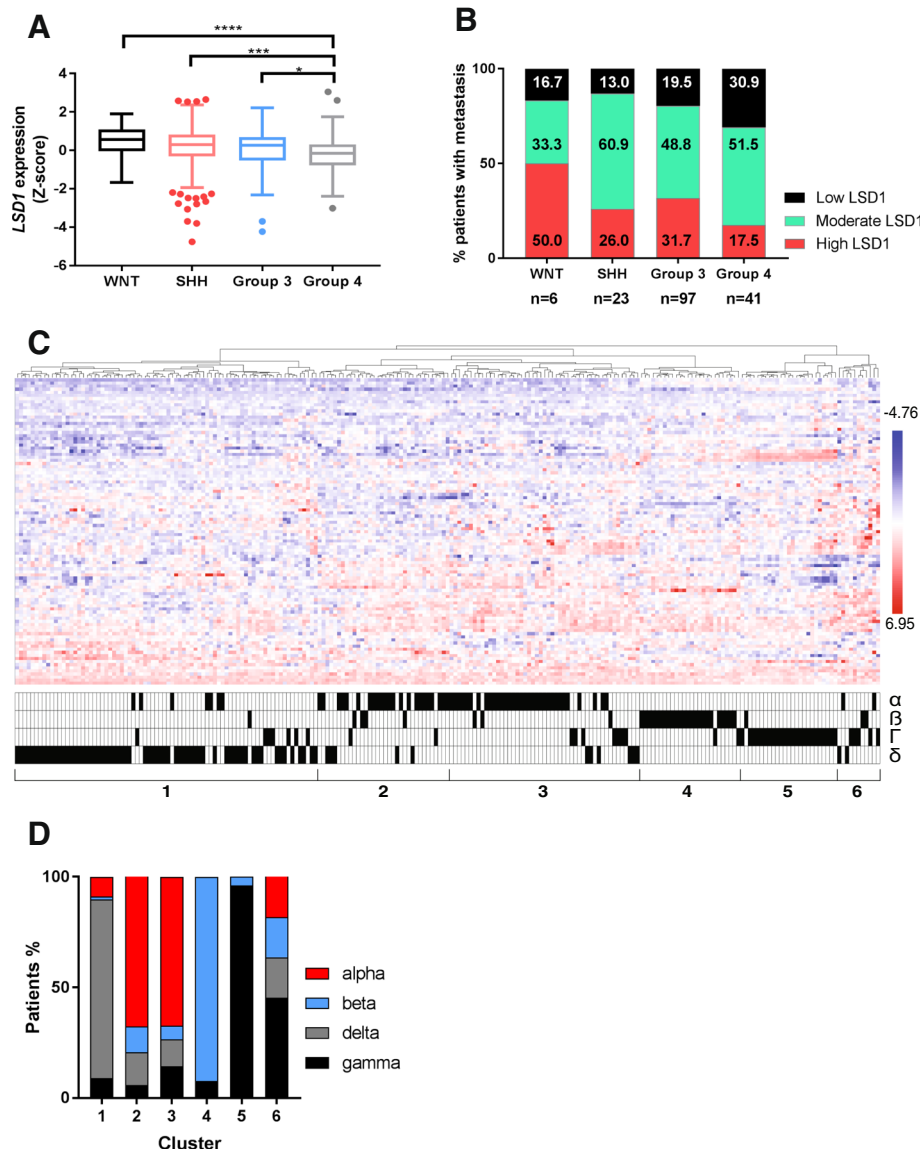 A
****
***
*
LSD1 expression
(Z-score)
4
2
0
-2
-4
-6
WNT
SHH
Group 3
Group 4
B
% patients with metastasis
100
50
0
16.7
13.0
19.5
30.9
33.3
60.9
48.8
51.5
50.0
26.0
31.7
17.5
Low LSD1
Moderate LSD1
High LSD1
WNT
SHH
Group 3
Group 4
n=6
n=23
n=97
n=41
C
-4.76
6.95
α
β
Γ
δ
1
2
3
4
5
6
D
Patients %
100
50
0
1
2
3
4
5
6
Cluster
alpha
beta
delta
gamma